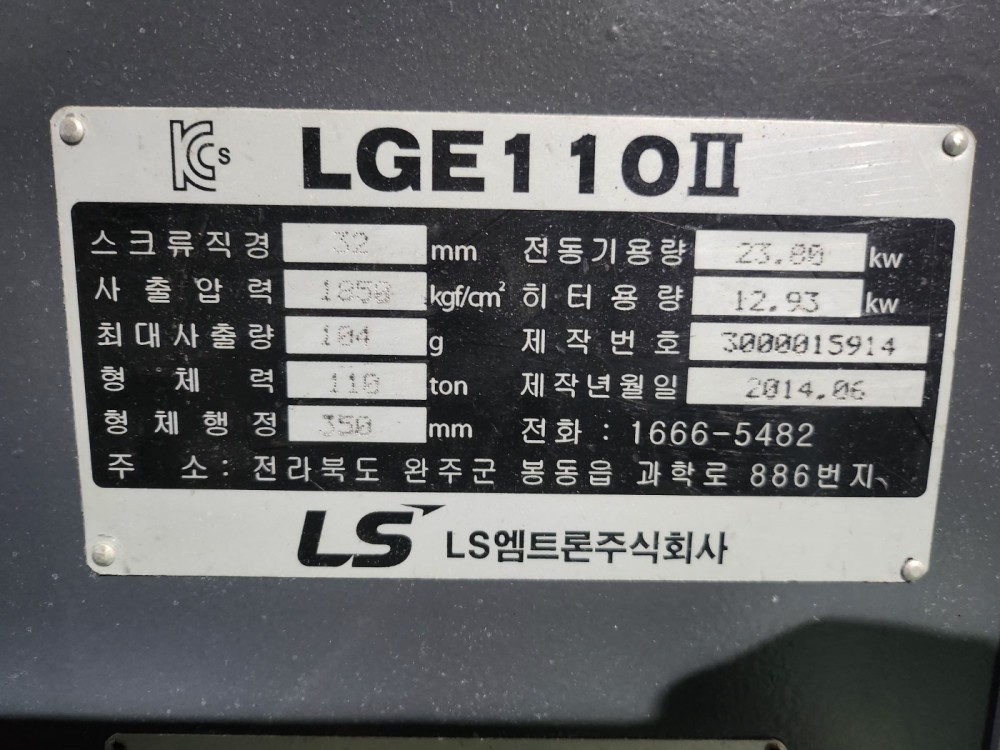 KCs LGE110II
스크류직경 32 mm 전동기용량 23.80 kw
사출압력 1850 kgf/cm² 히터용량 12.93 kw
최대사출량 104 g 제작번호 3000015914
형체력 110 ton 제작년월일 2014.06
형체행정 350 mm 전화 : 1666-5482
주 소 : 전라북도 완주군 봉동읍 과학로 886번지
LS LS엠트론주식회사